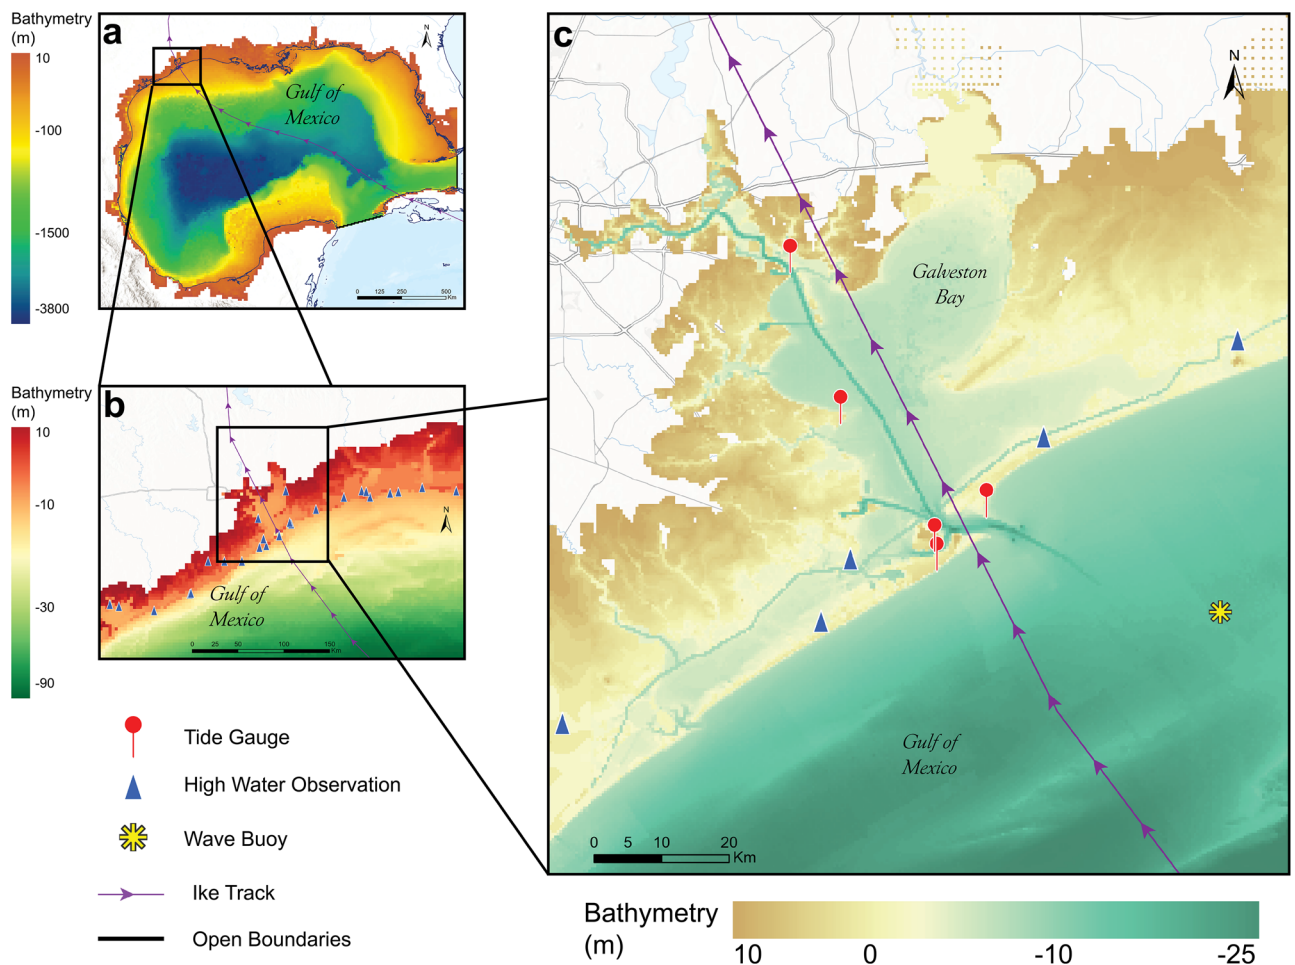 Bathymetry
(m)
10
-100
-1500
-3800
a
N
Gulf of
Mexico
0 125 250 500
Km
Bathymetry
(m)
10
-10
-30
-90
b
N
Gulf of
Mexico
0 25 50 100 150
Km
Tide Gauge
High Water Observation
Wave Buoy
Ike Track
Open Boundaries
c
N
Galveston
Bay
Gulf of
Mexico
0 5 10 20
Km
Bathymetry
(m)
10 0 -10 -25